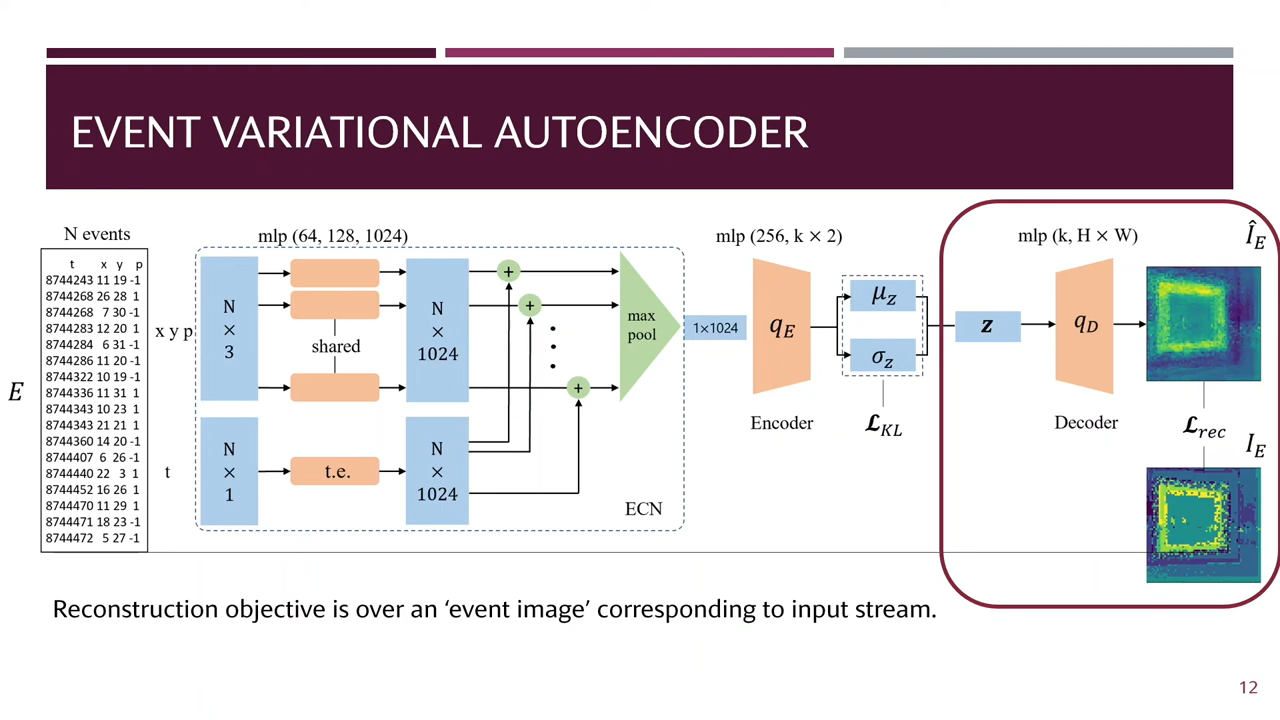 EVENT VARIATIONAL AUTOENCODER
N events
t x y p
8744243 11 19 -1
8744268 26 28 1
8744268 7 30 -1
8744283 12 20 1
8744284 6 31 -1
8744286 11 20 -1
8744322 10 19 -1
8744336 11 31 1
8744343 10 23 1
8744343 21 21 1
8744360 14 20 -1
8744407 6 26 -1
8744440 22 3 1
8744452 16 26 1
8744470 11 29 1
8744471 18 23 -1
8744472 5 27 -1
E
x y p
t
mlp (64, 128, 1024)
N
×
3
shared
N
×
1024
+
+
+
max
pool
N
×
1
t.e.
N
×
1024
ECN
1×1024
mlp (256, k × 2)
q_E
Encoder
μ_z
σ_z
ℒ_KL
z
mlp (k, H × W)
q_D
Decoder
Î_E
ℒ_rec
I_E
Reconstruction objective is over an ‘event image’ corresponding to input stream.
12